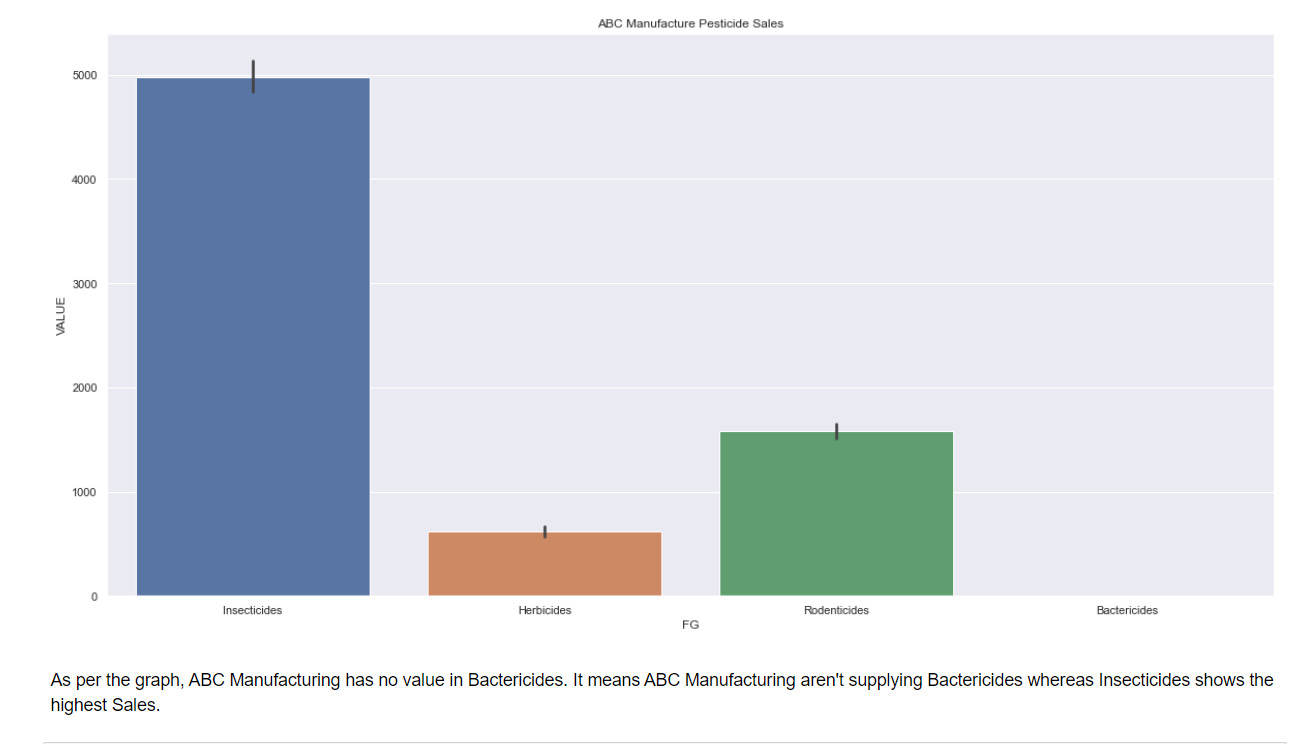 ABC Manufacture Pesticide Sales
5000
4000
3000
2000
1000
0
VALUE
Insecticides Herbicides Rodenticides Bactericides
FG
As per the graph, ABC Manufacturing has no value in Bactericides. It means ABC Manufacturing aren't supplying Bactericides whereas Insecticides shows the
highest Sales.